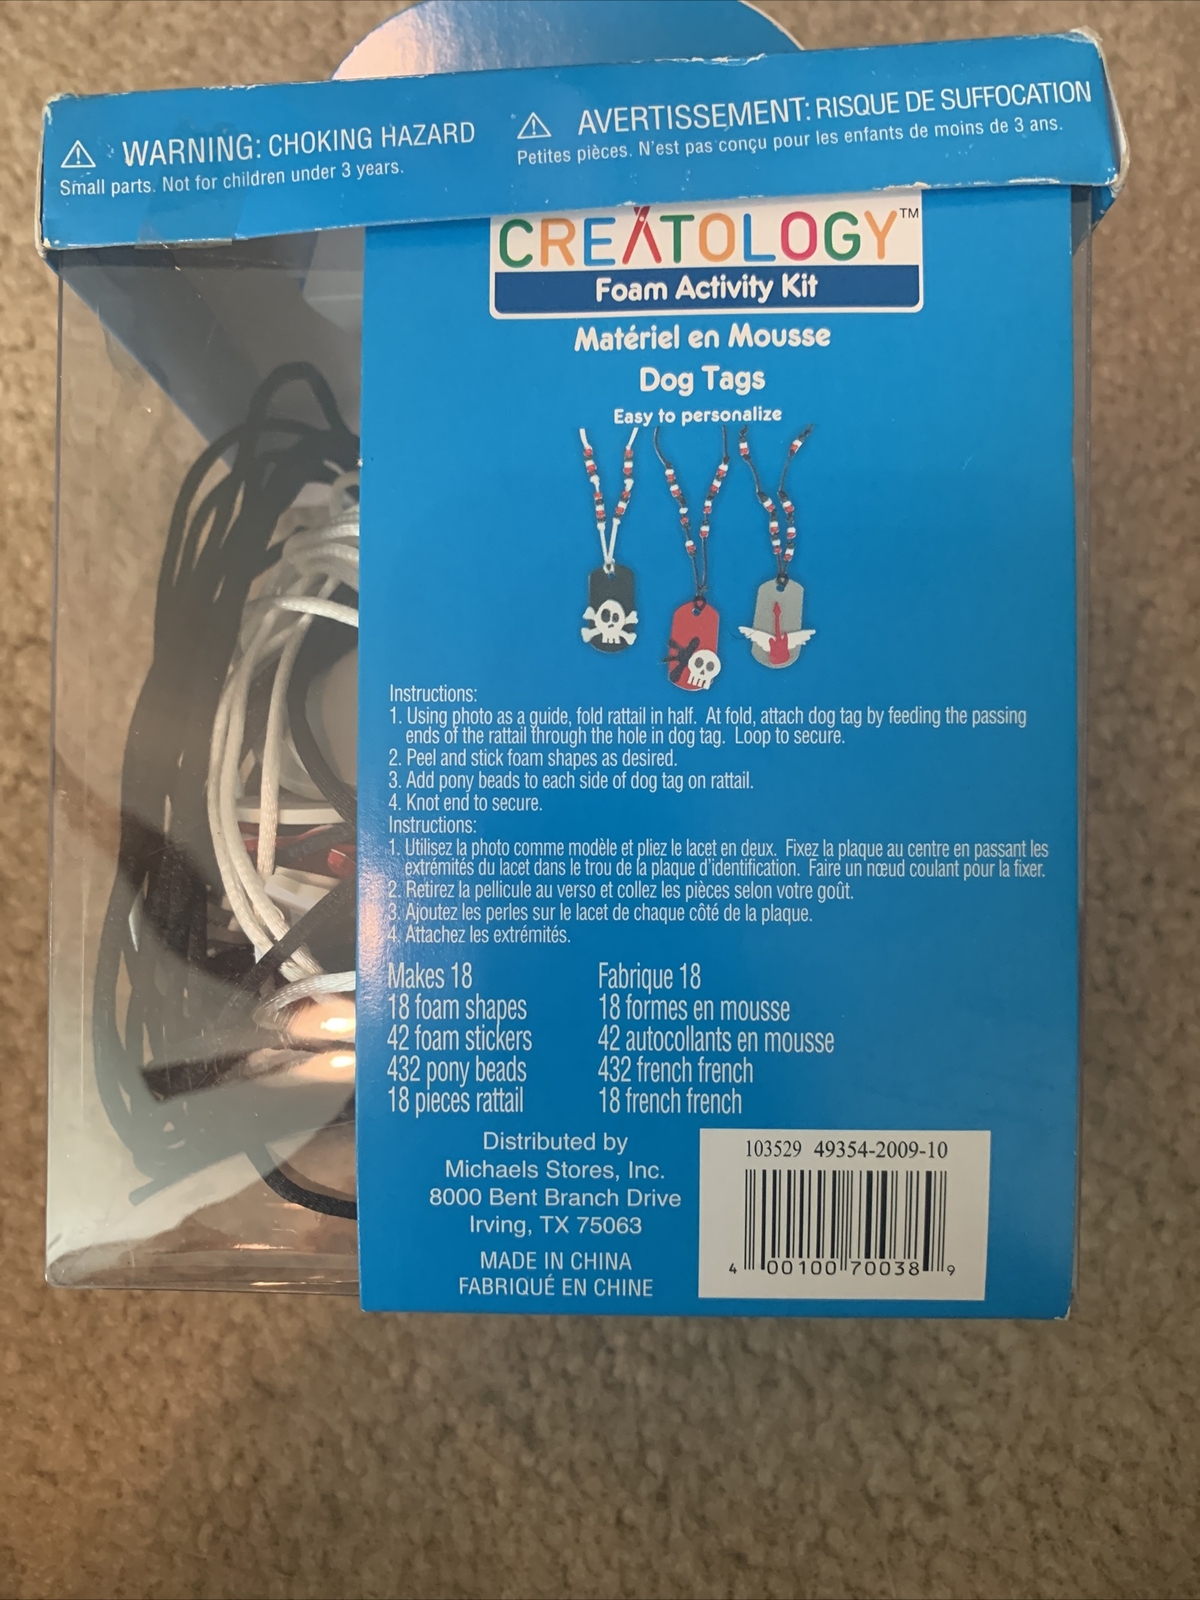 WARNING: CHOKING HAZARD
Small parts. Not for children under 3 years.
AVERTISSEMENT: RISQUE DE SUFFOCATION
Petites pièces. N'est pas conçu pour les enfants de moins de 3 ans.
CREATOLOGY™
Foam Activity Kit
Matériel en Mousse
Dog Tags
Easy to personalize
Instructions:
1. Using photo as a guide, fold rattail in half. At fold, attach dog tag by feeding the passing
ends of the rattail through the hole in dog tag. Loop to secure.
2. Peel and stick foam shapes as desired.
3. Add pony beads to each side of dog tag on rattail.
4. Knot end to secure.
Instructions:
1. Utilisez la photo comme modèle et pliez le lacet en deux. Fixez la plaque au centre en passant les
extrémités du lacet dans le trou de la plaque d'identification. Faire un nœud coulant pour la fixer.
2. Retirez la pellicule au verso et collez les pièces selon votre goût.
3. Ajoutez les perles sur le lacet de chaque côté de la plaque.
4. Attachez les extrémités.
Makes 18
18 foam shapes
42 foam stickers
432 pony beads
18 pieces rattail
Fabrique 18
18 formes en mousse
42 autocollants en mousse
432 french french
18 french french
Distributed by
Michaels Stores, Inc.
8000 Bent Branch Drive
Irving, TX 75063
MADE IN CHINA
FABRIQUÉ EN CHINE
103529 49354-2009-10
4 00100 70038 9